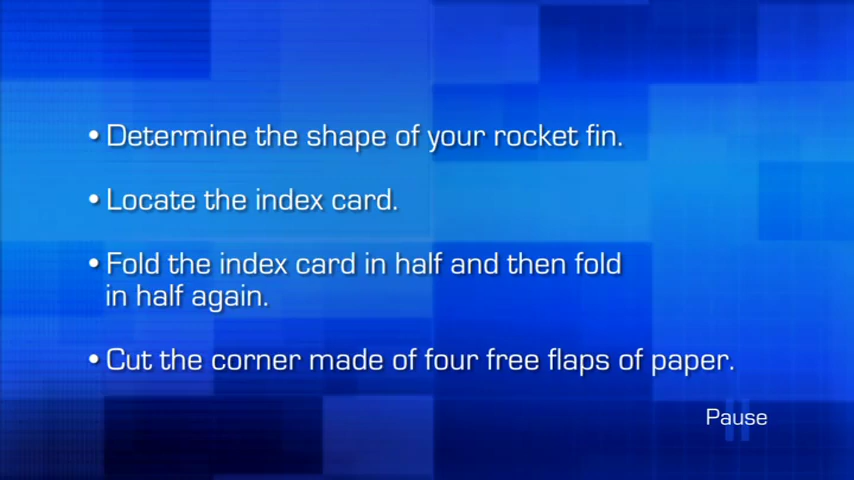 • Determine the shape of your rocket fin.
• Locate the index card.
• Fold the index card in half and then fold
in half again.
• Cut the corner made of four free flaps of paper.
Pause